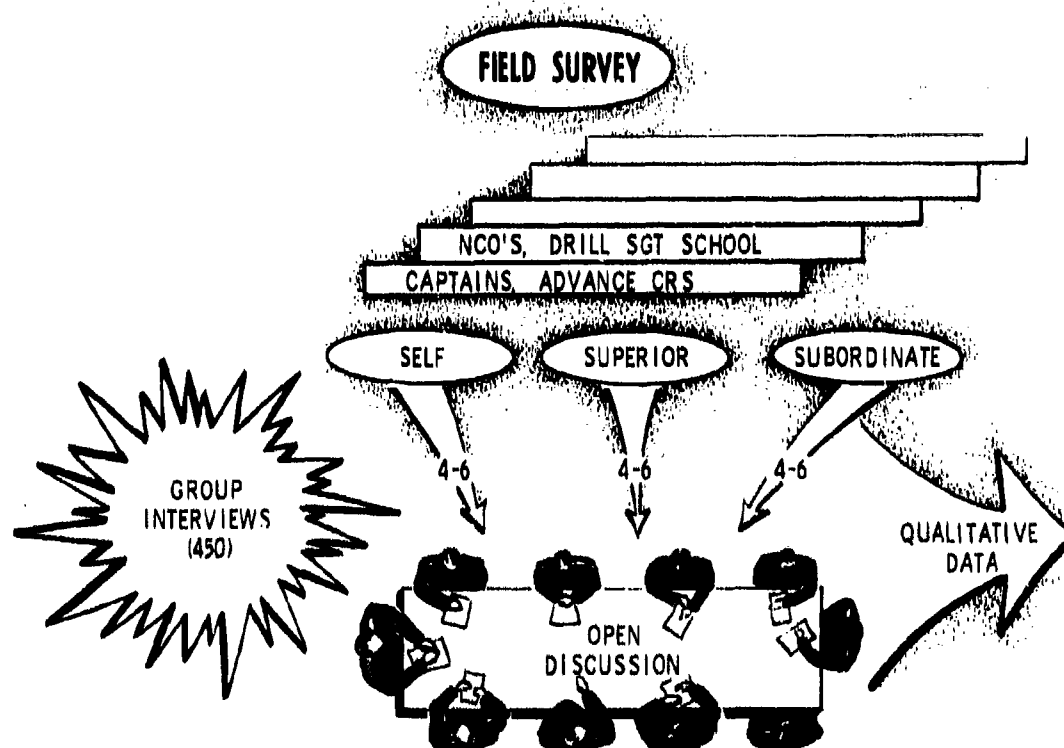 FIELD SURVEY
NCO'S, DRILL SGT SCHOOL
CAPTAINS, ADVANCE CRS
SELF
SUPERIOR
SUBORDINATE
4-6
4-6
4-6
GROUP
INTERVIEWS
(450)
QUALITATIVE
DATA
OPEN
DISCUSSION